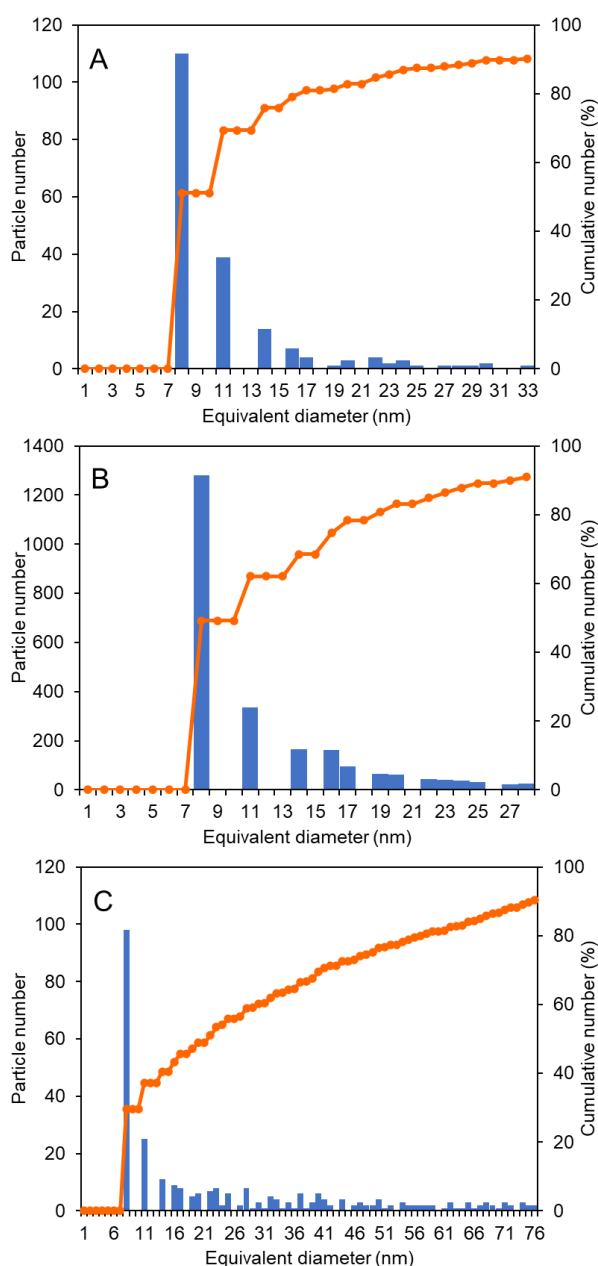 A
Particle number
120
100
80
60
40
20
0
Cumulative number (%)
100
80
60
40
20
0
1 3 5 7 9 11 13 15 17 19 21 23 25 27 29 31 33
Equivalent diameter (nm)
B
Particle number
1400
1200
1000
800
600
400
200
0
Cumulative number (%)
100
80
60
40
20
0
1 3 5 7 9 11 13 15 17 19 21 23 25 27
Equivalent diameter (nm)
C
Particle number
120
100
80
60
40
20
0
Cumulative number (%)
100
80
60
40
20
0
1 6 11 16 21 26 31 36 41 46 51 56 61 66 71 76
Equivalent diameter (nm)